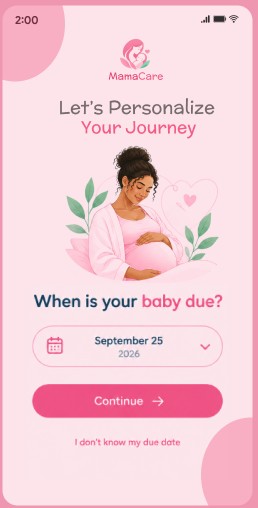 2:00
MamaCare
Let's Personalize
Your Journey
When is your baby due?
September 25
2026
Continue →
I don't know my due date